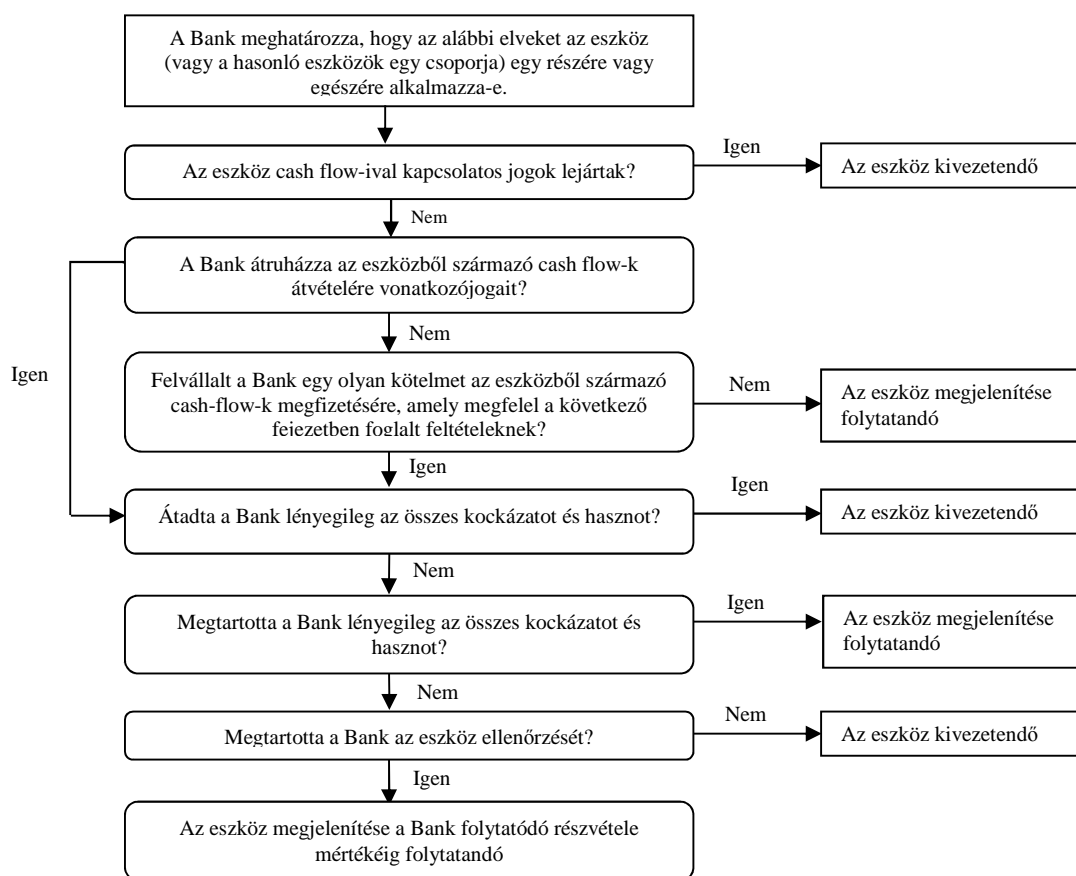 A Bank meghatározza, hogy az alábbi elveket az eszköz
(vagy a hasonló eszközök egy csoporja) egy részére vagy
egészére alkalmazza-e.
Az eszköz cash flow-ival kapcsolatos jogok lejártak?
Igen
Az eszköz kivezetendő
Nem
A Bank átruházza az eszközből származó cash flow-k
átvételére vonatkozójogait?
Igen
Nem
Felvállalt a Bank egy olyan kötelmet az eszközből származó
cash-flow-k megfizetésére, amely megfelel a következő
fejezetben foglalt feltételeknek?
Nem
Az eszköz megjelenítése
folytatandó
Igen
Átadta a Bank lényegileg az összes kockázatot és hasznot?
Igen
Az eszköz kivezetendő
Nem
Megtartotta a Bank lényegileg az összes kockázatot és
hasznot?
Igen
Az eszköz megjelenítése
folytatandó
Nem
Megtartotta a Bank az eszköz ellenőrzését?
Nem
Az eszköz kivezetendő
Igen
Az eszköz megjelenítése a Bank folytatódó részvétele
mértékéig folytatandó